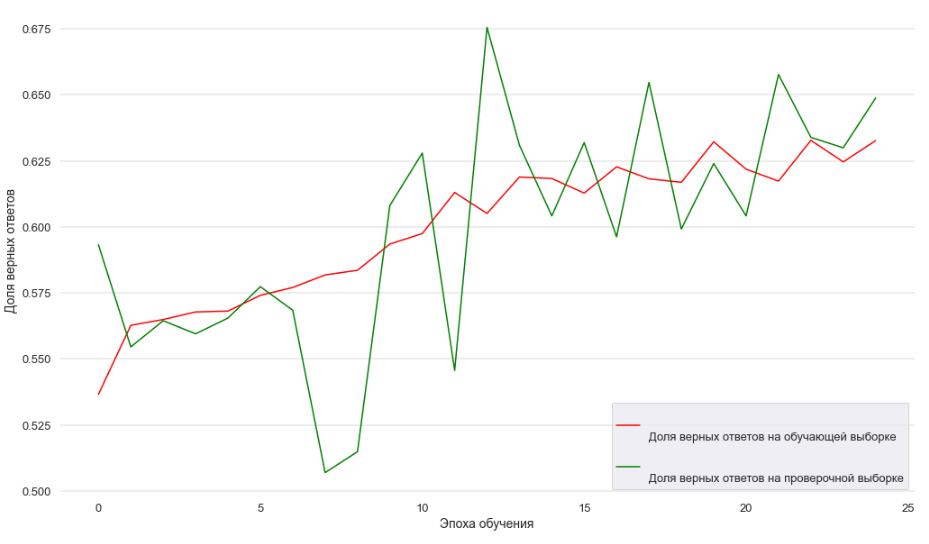 0.675
0.650
0.625
0.600
0.575
0.550
0.525
0.500
Доля верных ответов
Доля верных ответов на обучающей выборке
Доля верных ответов на проверочной выборке
0 5 10 15 20 25
Эпоха обучения